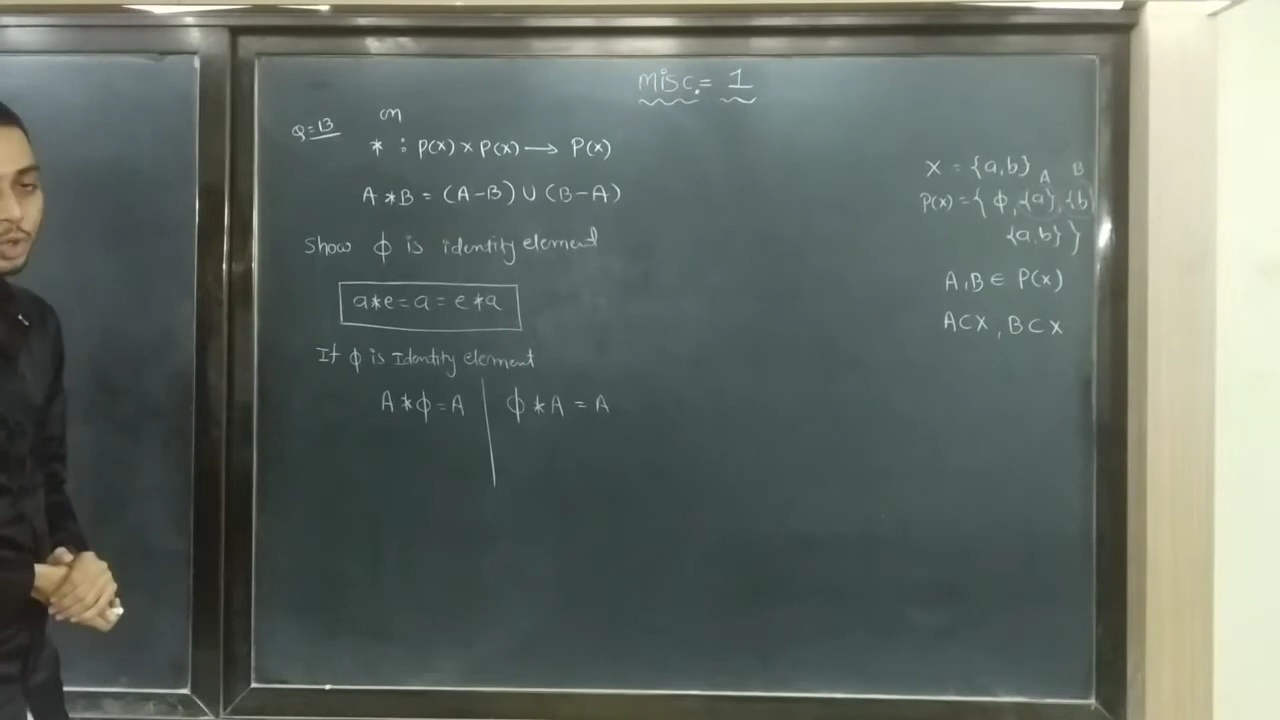 Misc. = 1
Q=13
on
* : P(x) x P(x) → P(x)
A * B = (A-B) ∪ (B-A)
Show ϕ is identity element
a*e=a=e*a
If ϕ is Identity element
A*ϕ=A | ϕ*A = A
X = {a,b}
A B
P(x) = { ϕ, {a}, {b}
{a,b} }
A,B ∈ P(x)
A⊂X, B⊂X